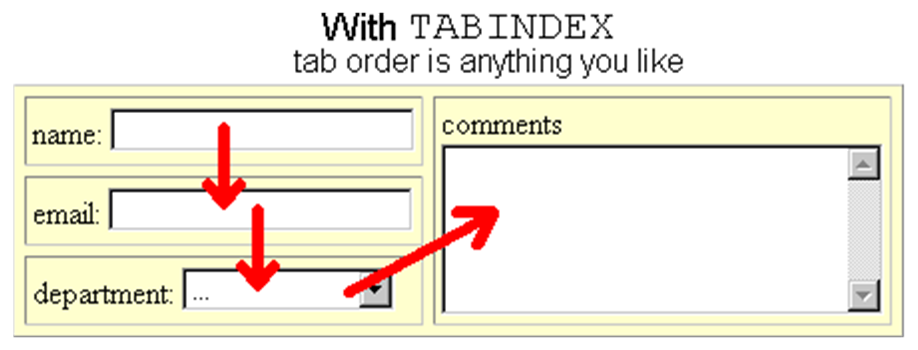 With TABINDEX
tab order is anything you like
name:
email:
department: ...
comments